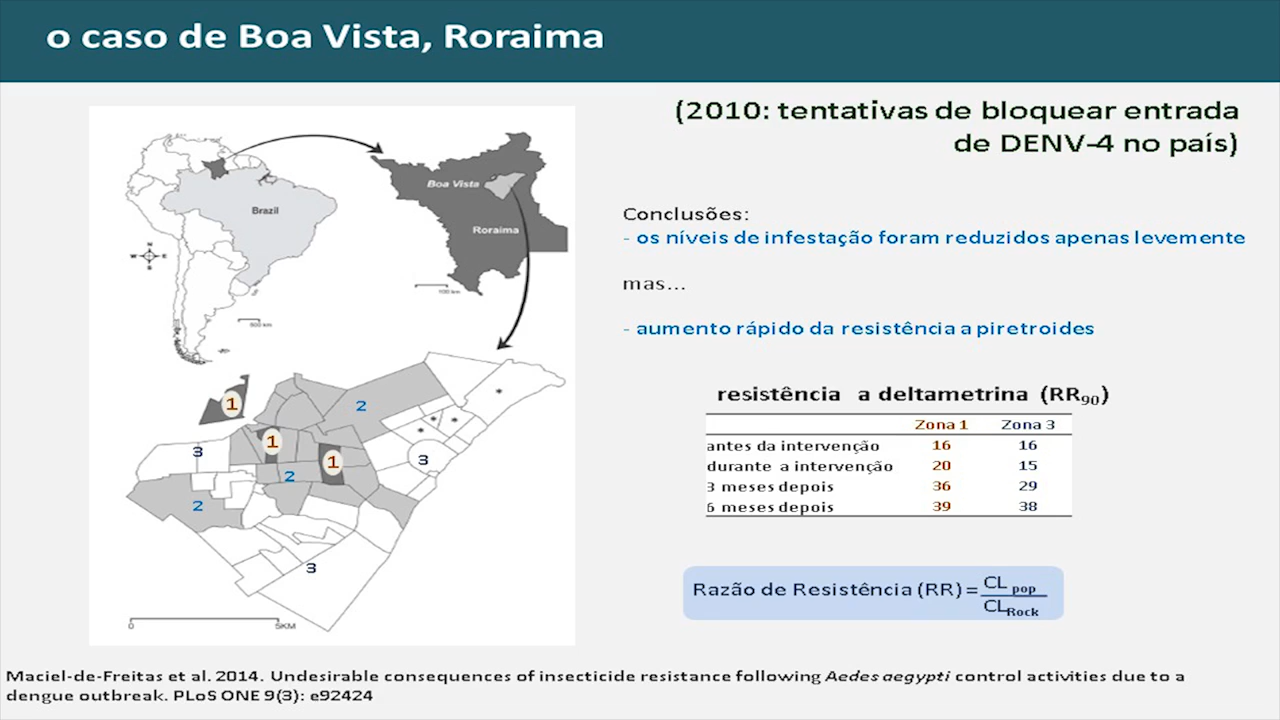 o caso de Boa Vista, Roraima
(2010: tentativas de bloquear entrada
de DENV-4 no país)
Boa Vista
Brazil
Roraima
N
W E
S
100 km
600 km
Conclusões:
- os níveis de infestação foram reduzidos apenas levemente
mas...
- aumento rápido da resistência a piretroides
1
2
1
3
1
3
2
2
3
5KM
0
resistência a deltametrina (RR90)
Zona 1 Zona 3
antes da intervenção 16 16
durante a intervenção 20 15
3 meses depois 36 29
6 meses depois 39 38
Razão de Resistência (RR) = CL pop
CLRock
Maciel-de-Freitas et al. 2014. Undesirable consequences of insecticide resistance following Aedes aegypti control activities due to a
dengue outbreak. PLoS ONE 9(3): e92424